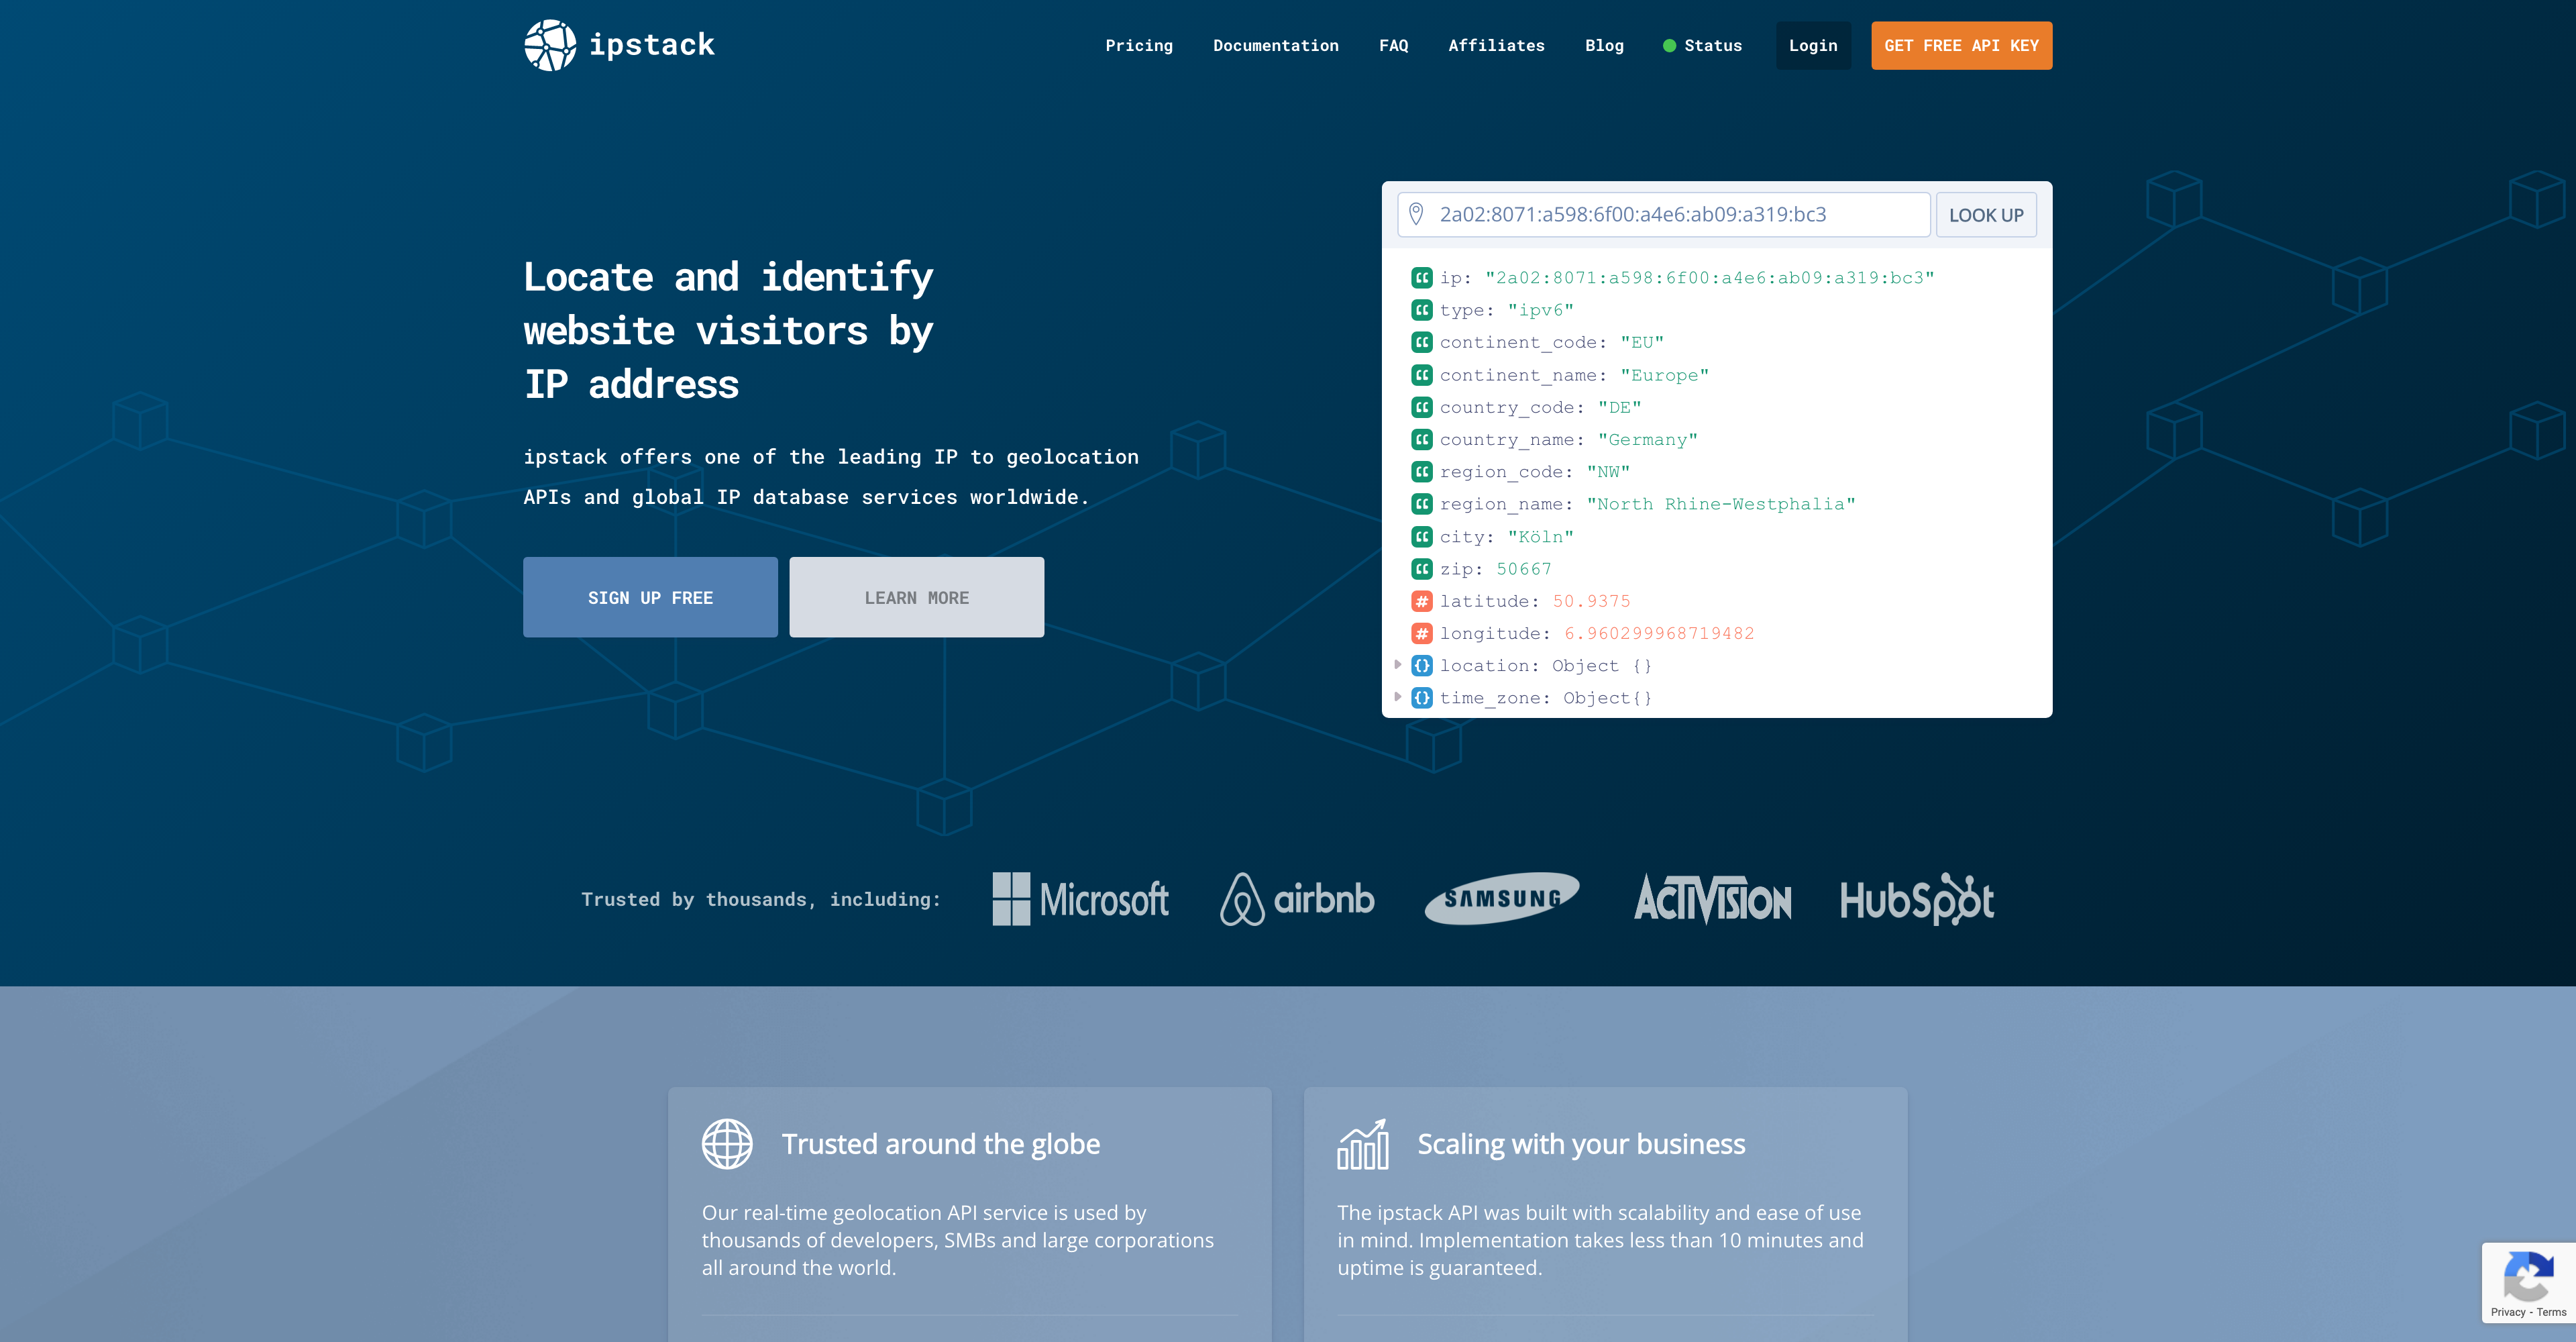 ipstack
Pricing
Documentation
FAQ
Affiliates
Blog
Status
Login
GET FREE API KEY
Locate and identify
website visitors by
IP address
ipstack offers one of the leading IP to geolocation
APIs and global IP database services worldwide.
SIGN UP FREE
LEARN MORE
2a02:8071:a598:6f00:a4e6:ab09:a319:bc3
LOOK UP
ip: "2a02:8071:a598:6f00:a4e6:ab09:a319:bc3"
type: "ipv6"
continent_code: "EU"
continent_name: "Europe"
country_code: "DE"
country_name: "Germany"
region_code: "NW"
region_name: "North Rhine-Westphalia"
city: "Köln"
zip: 50667
# latitude: 50.9375
# longitude: 6.960299968719482
{} location: Object {}
{} time_zone: Object{}
Trusted by thousands, including:
Microsoft
airbnb
SAMSUNG
ACTIVISION
HubSpot
Trusted around the globe
Our real-time geolocation API service is used by
thousands of developers, SMBs and large corporations
all around the world.
Scaling with your business
The ipstack API was built with scalability and ease of use
in mind. Implementation takes less than 10 minutes and
uptime is guaranteed.
Privacy - Terms